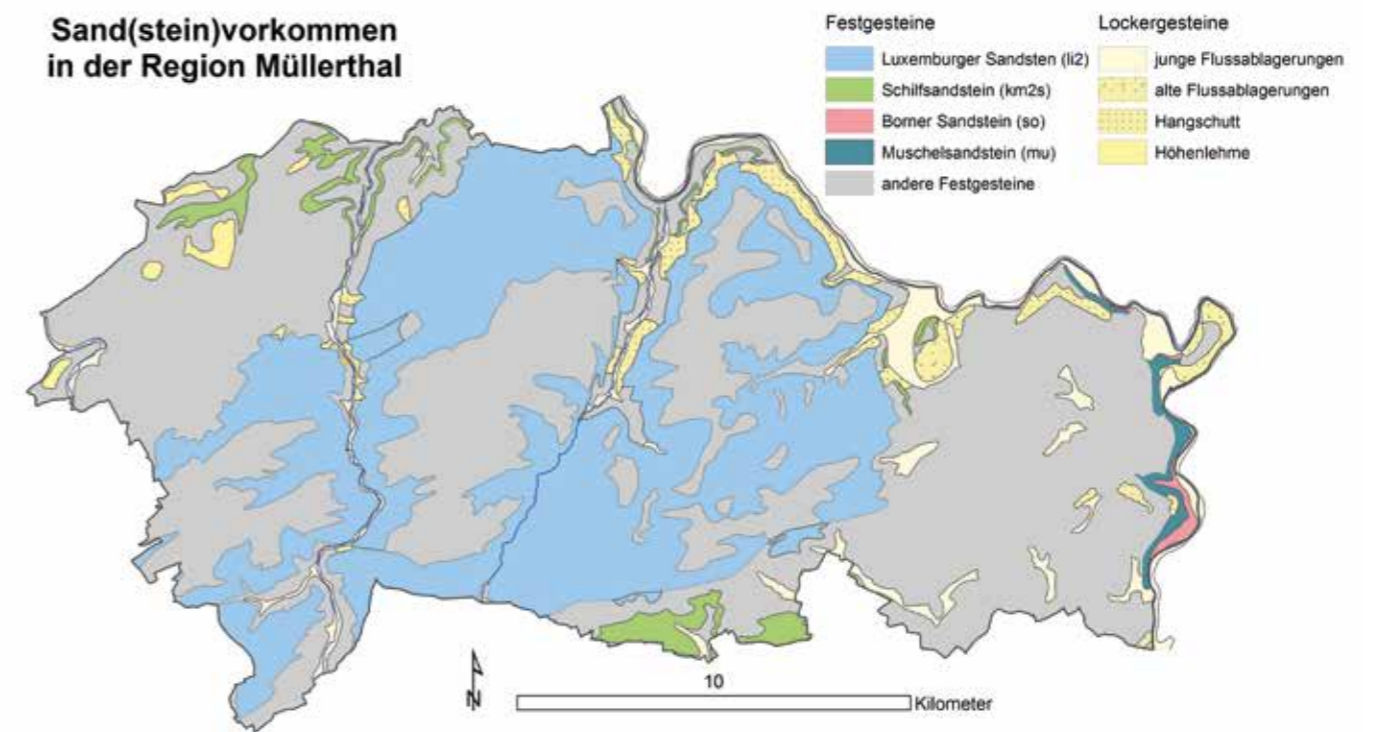 Sand(stein)vorkommen
in der Region Müllerthal
Festgesteine
Luxemburger Sandsten (li2)
Schilfsandstein (km2s)
Borner Sandstein (so)
Muschelsandstein (mu)
andere Festgesteine
Lockergesteine
junge Flussablagerungen
alte Flussablagerungen
Hangschutt
Höhenlehme
N
10
Kilometer